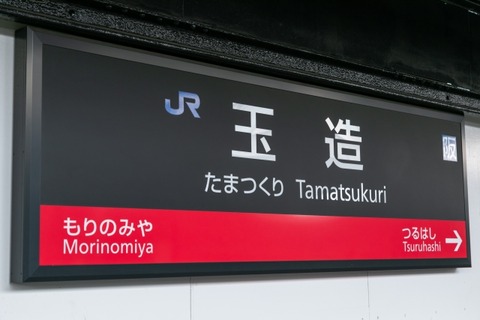 JR
玉造
たまつくり Tamatsukuri
もりのみや
Morinomiya
つるはし
Tsuruhashi →